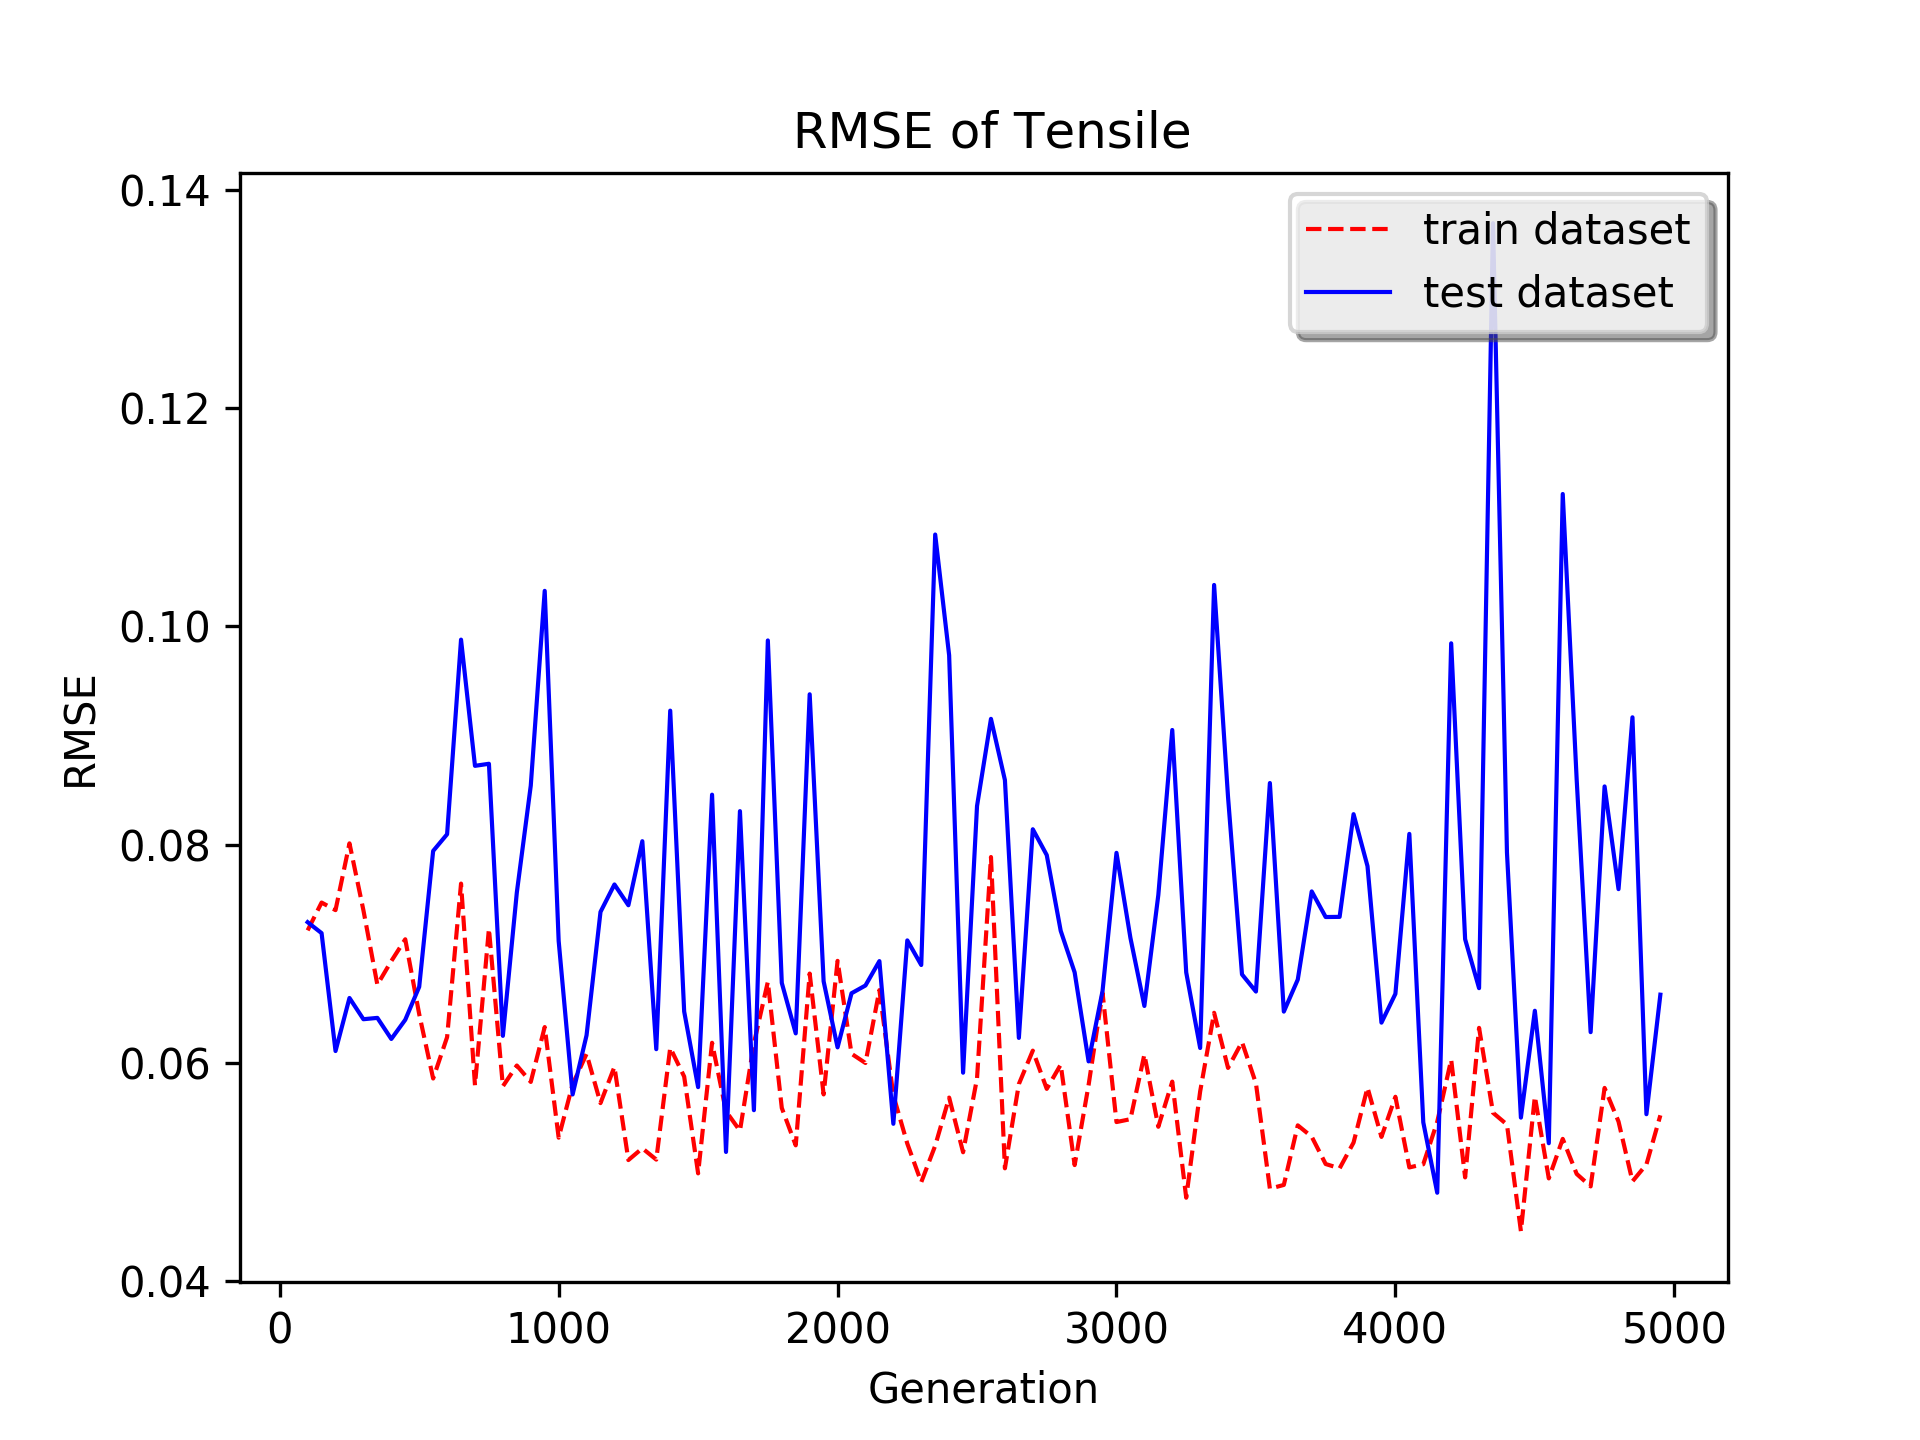 RMSE of Tensile
train dataset
test dataset
0.14
0.12
0.10
0.08
0.06
0.04
RMSE
0 1000 2000 3000 4000 5000
Generation